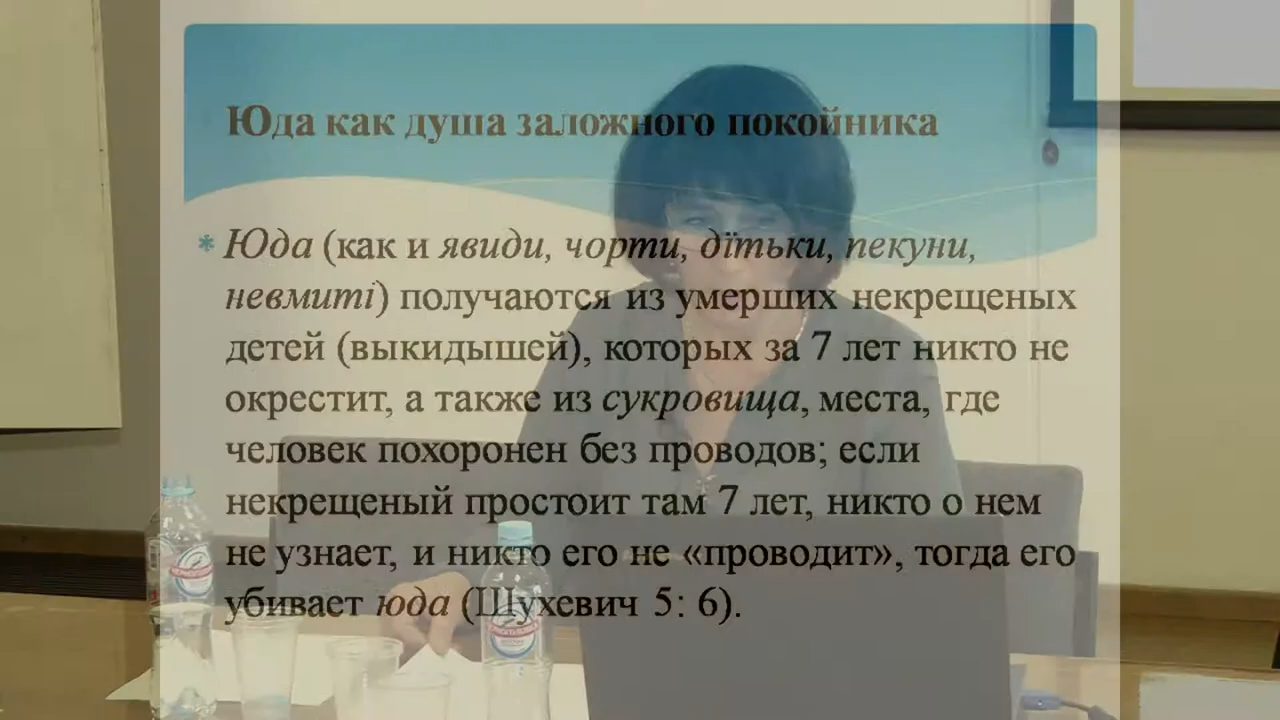 Юда как душа заложного покойника
* Юда (как и явиди, чорти, дїтьки, пекуни,
невмиті) получаются из умерших некрещеных
детей (выкидышей), которых за 7 лет никто не
окрестит, а также из сукровища, места, где
человек похоронен без проводов; если
некрещеный простоит там 7 лет, никто о нем
не узнает, и никто его не «проводит», тогда его
убивает юда (Шухевич 5: 6).